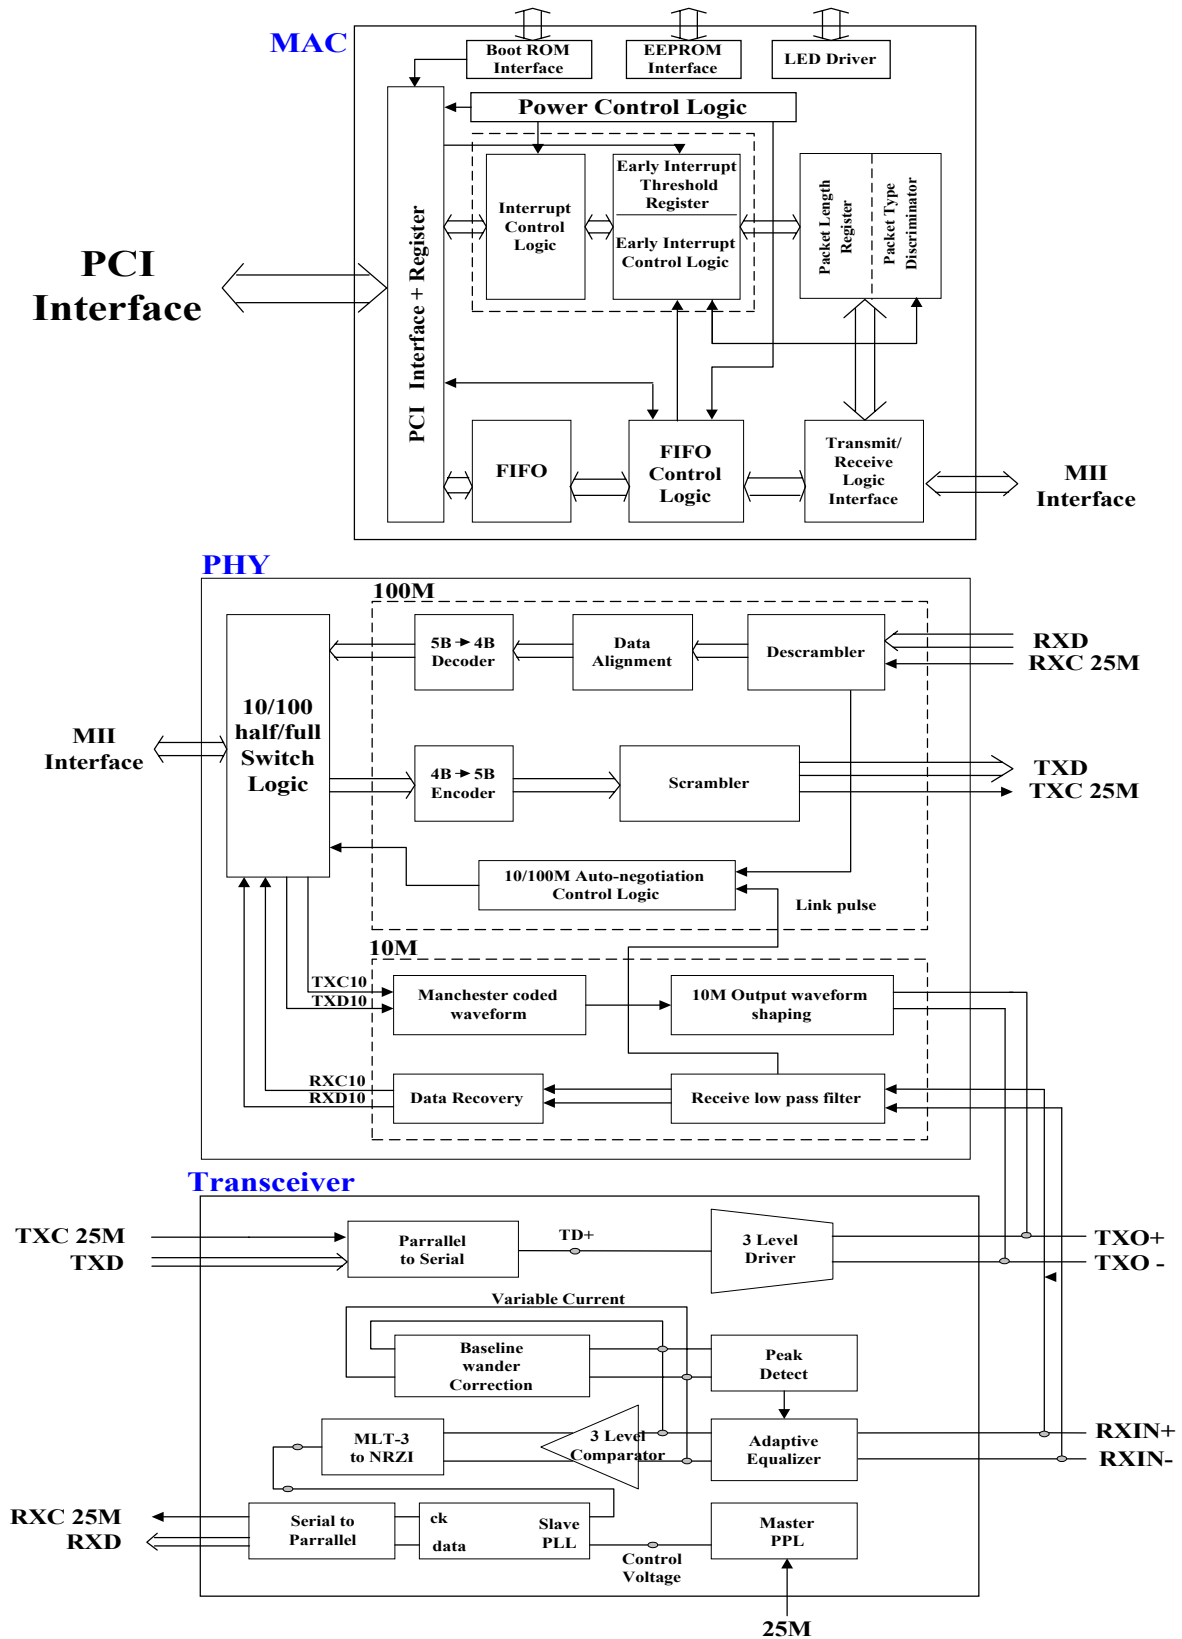 MAC
Boot ROM
Interface
EEPROM
Interface
LED Driver
Power Control Logic
PCI Interface + Register
Interrupt
Control
Logic
Early Interrupt
Threshold
Register
Early Interrupt
Control Logic
Packet Length
Register
Packet Type
Discriminator
PCI
Interface
FIFO
FIFO
Control
Logic
Transmit/
Receive
Logic
Interface
MII
Interface
PHY
100M
10/100
half/full
Switch
Logic
5B → 4B
Decoder
Data
Alignment
Descrambler
RXD
RXC 25M
MII
Interface
4B → 5B
Encoder
Scrambler
TXD
TXC 25M
10/100M Auto-negotiation
Control Logic
Link pulse
10M
TXC10
TXD10
Manchester coded
waveform
10M Output waveform
shaping
RXC10
RXD10
Data Recovery
Receive low pass filter
Transceiver
TXC 25M
TXD
Parrallel
to Serial
TD+
3 Level
Driver
TXO+
TXO -
Variable Current
Baseline
wander
Correction
Peak
Detect
MLT-3
to NRZI
3 Level
Comparator
Adaptive
Equalizer
RXIN+
RXIN-
RXC 25M
RXD
Serial to
Parrallel
ck
data
Slave
PLL
Control
Voltage
Master
PPL
25M